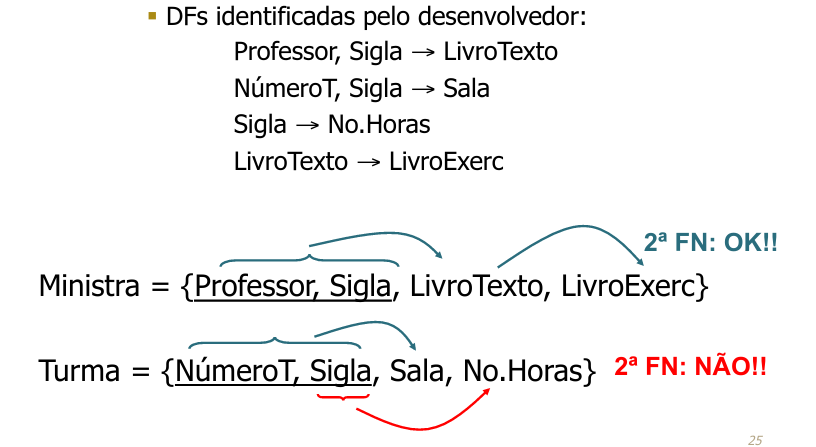 ▪ DFs identificadas pelo desenvolvedor:
Professor, Sigla → LivroTexto
NúmeroT, Sigla → Sala
Sigla → No.Horas
LivroTexto → LivroExerc
2ª FN: OK!!
Ministra = {Professor, Sigla, LivroTexto, LivroExerc}
Turma = {NúmeroT, Sigla, Sala, No.Horas} 2ª FN: NÃO!!
25